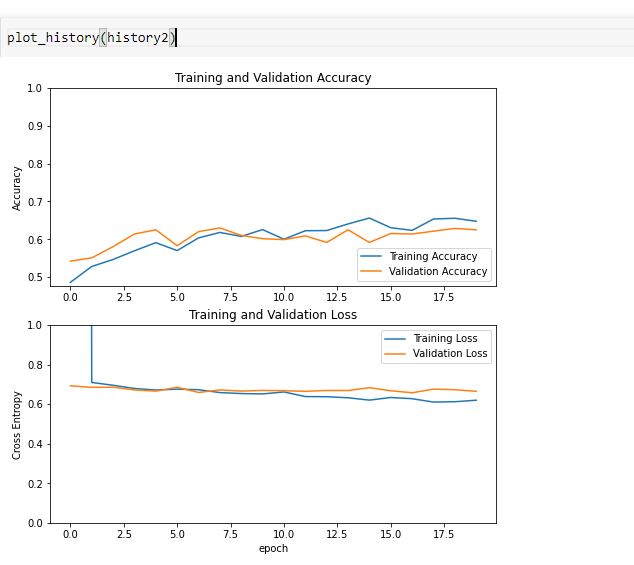 plot_history(history2)
Training and Validation Accuracy
1.0
0.9
0.8
0.7
0.6
0.5
Accuracy
Training Accuracy
Validation Accuracy
0.0 2.5 5.0 7.5 10.0 12.5 15.0 17.5
Training and Validation Loss
1.0
0.8
0.6
0.4
0.2
0.0
Cross Entropy
Training Loss
Validation Loss
0.0 2.5 5.0 7.5 10.0 12.5 15.0 17.5
epoch